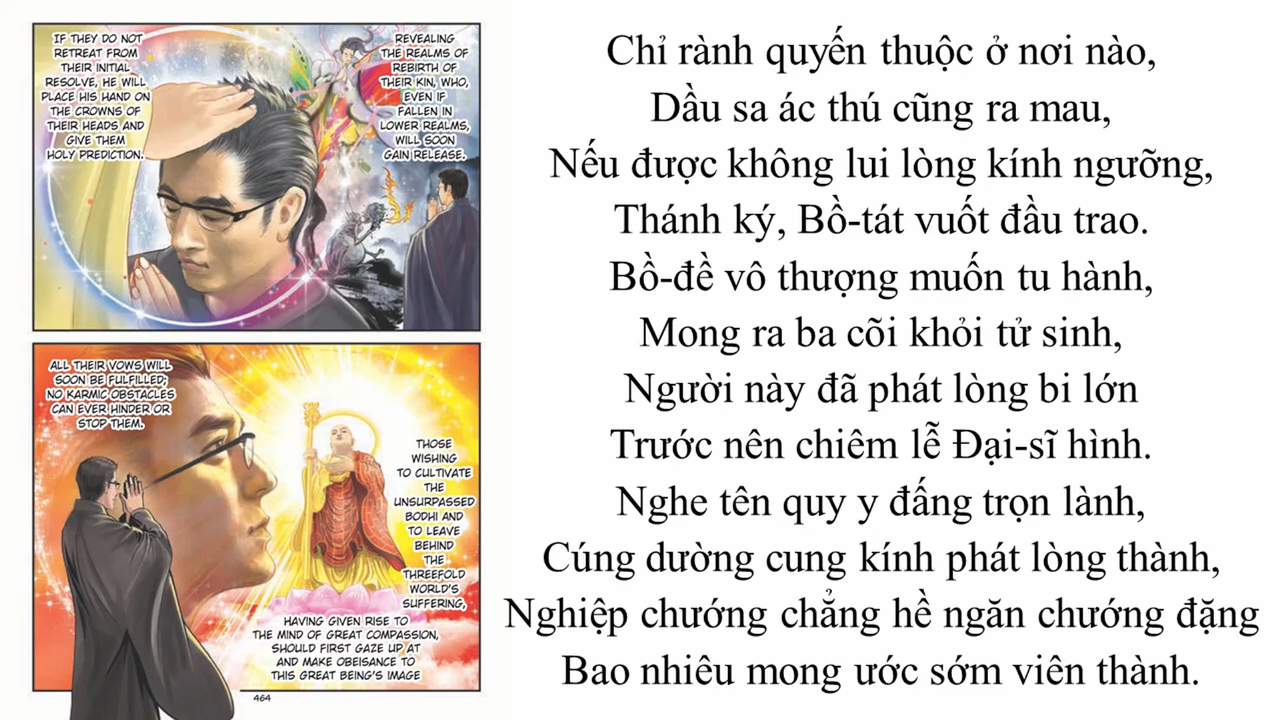 IF THEY DO NOT
RETREAT FROM
THEIR INITIAL
RESOLVE, HE WILL
PLACE HIS HAND ON
THE CROWNS OF
THEIR HEADS AND
GIVE THEM
HOLY PREDICTION.
REVEALING
THE REALMS OF
REBIRTH OF
THEIR KIN, WHO,
EVEN IF
FALLEN IN
LOWER REALMS,
WILL SOON
GAIN RELEASE.
ALL THEIR VOWS WILL
SOON BE FULFILLED;
NO KARMIC OBSTACLES
CAN EVER HINDER OR
STOP THEM.
THOSE
WISHING
TO CULTIVATE
THE
UNSURPASSED
BODHI AND
TO LEAVE
BEHIND
THE
THREEFOLD
WORLD'S
SUFFERING,
HAVING GIVEN RISE TO
THE MIND OF GREAT COMPASSION,
SHOULD FIRST GAZE UP AT
AND MAKE OBEISANCE TO
THIS GREAT BEING'S IMAGE
464
Chỉ rành quyến thuộc ở nơi nào,
Dầu sa ác thú cũng ra mau,
Nếu được không lui lòng kính ngưỡng,
Thánh ký, Bồ-tát vuốt đầu trao.
Bồ-đề vô thượng muốn tu hành,
Mong ra ba cõi khỏi tử sinh,
Người này đã phát lòng bi lớn
Trước nên chiêm lễ Đại-sĩ hình.
Nghe tên quy y đấng trọn lành,
Cúng dường cung kính phát lòng thành,
Nghiệp chướng chẳng hề ngăn chướng đặng
Bao nhiêu mong ước sớm viên thành.